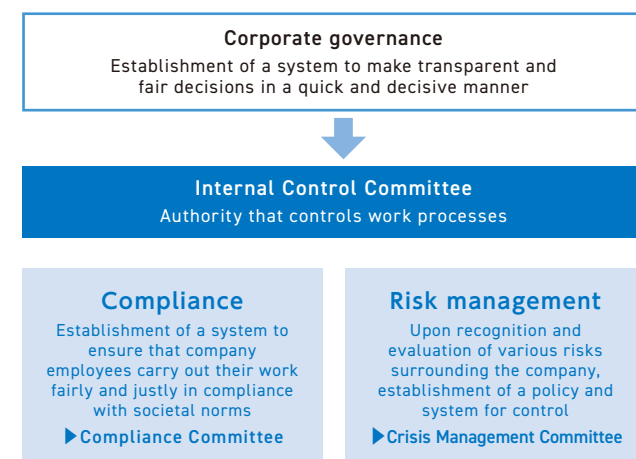 Corporate governance
Establishment of a system to make transparent and
fair decisions in a quick and decisive manner
Internal Control Committee
Authority that controls work processes
Compliance
Establishment of a system to
ensure that company
employees carry out their work
fairly and justly in compliance
with societal norms
▶Compliance Committee
Risk management
Upon recognition and
evaluation of various risks
surrounding the company,
establishment of a policy and
system for control
▶Crisis Management Committee